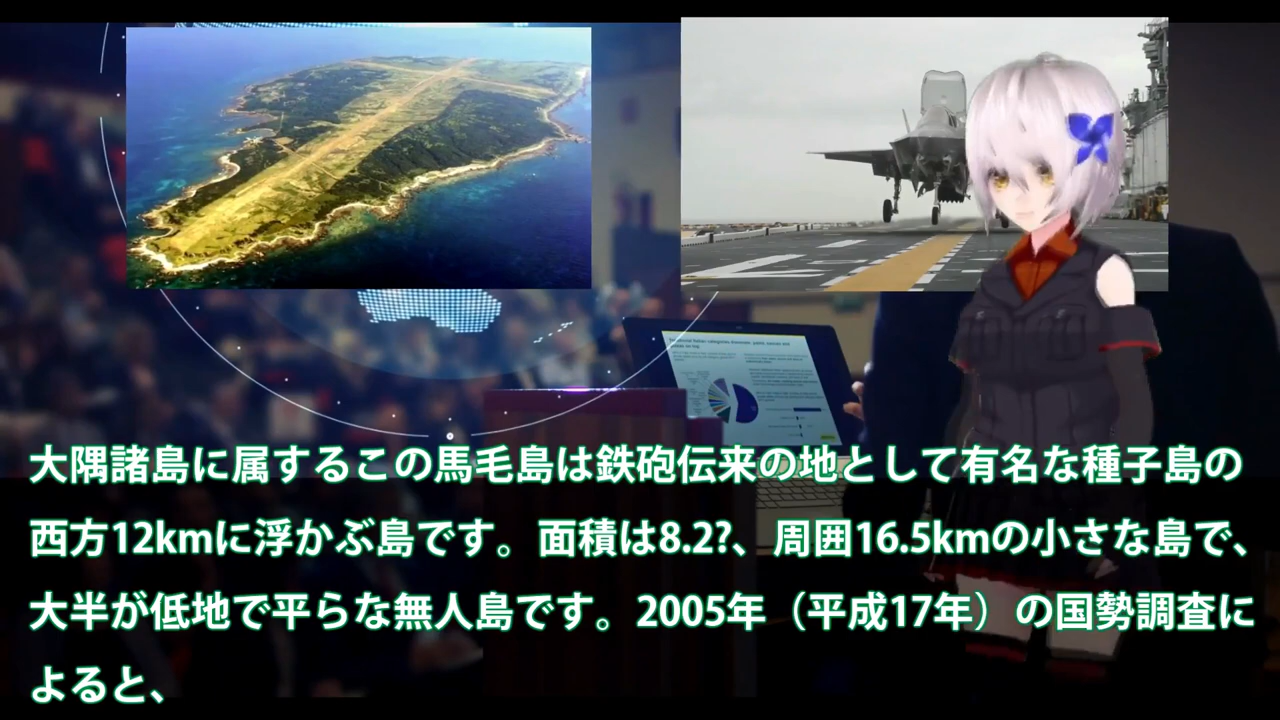 大隅諸島に属するこの馬毛島は鉄砲伝来の地として有名な種子島の
西方12kmに浮かぶ島です。面積は8.2?、周囲16.5kmの小さな島で、
大半が低地で平らな無人島です。2005年（平成17年）の国勢調査に
よると、